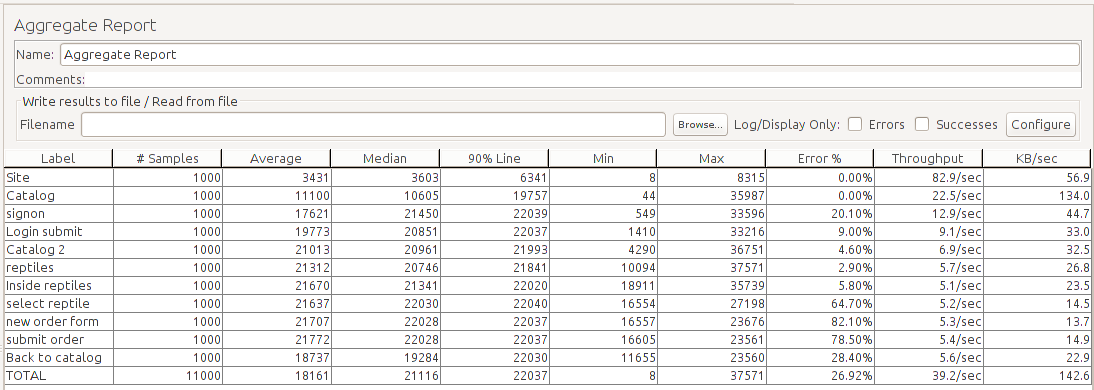 Aggregate Report
Name: Aggregate Report
Comments:
Write results to file / Read from file
Filename Browse... Log/Display Only: Errors Successes Configure
Label # Samples Average Median 90% Line Min Max Error % Throughput KB/sec
Site 1000 3431 3603 6341 8 8315 0.00% 82.9/sec 56.9
Catalog 1000 11100 10605 19757 44 35987 0.00% 22.5/sec 134.0
signon 1000 17621 21450 22039 549 33596 20.10% 12.9/sec 44.7
Login submit 1000 19773 20851 22037 1410 33216 9.00% 9.1/sec 33.0
Catalog 2 1000 21013 20961 21993 4290 36751 4.60% 6.9/sec 32.5
reptiles 1000 21312 20746 21841 10094 37571 2.90% 5.7/sec 26.8
Inside reptiles 1000 21670 21341 22020 18911 35739 5.80% 5.1/sec 23.5
select reptile 1000 21637 22030 22040 16554 27198 64.70% 5.2/sec 14.5
new order form 1000 21707 22028 22037 16557 23676 82.10% 5.3/sec 13.7
submit order 1000 21772 22028 22037 16605 23561 78.50% 5.4/sec 14.9
Back to catalog 1000 18737 19284 22030 11655 23560 28.40% 5.6/sec 22.9
TOTAL 11000 18161 21116 22037 8 37571 26.92% 39.2/sec 142.6